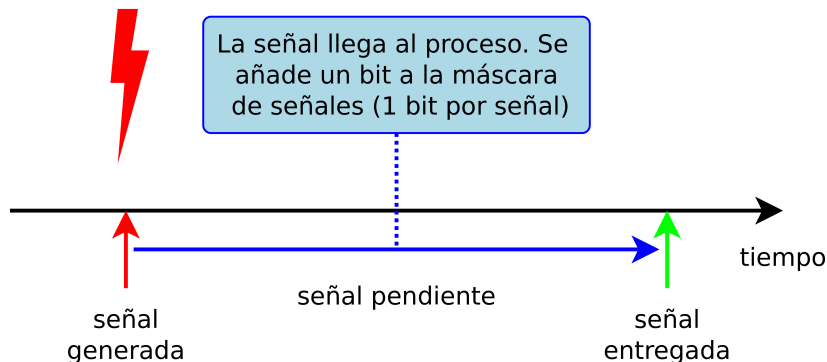 La señal llega al proceso. Se
añade un bit a la máscara
de señales (1 bit por señal)
tiempo
señal pendiente
señal
generada
señal
entregada